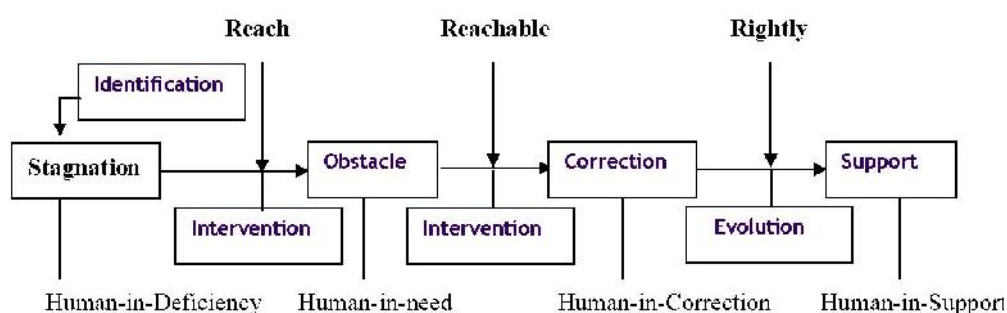 Reach Reachable Rightly
Identification
Stagnation Obstacle Correction Support
Intervention Intervention Evolution
Human-in-Deficiency Human-in-need Human-in-Correction Human-in-Support